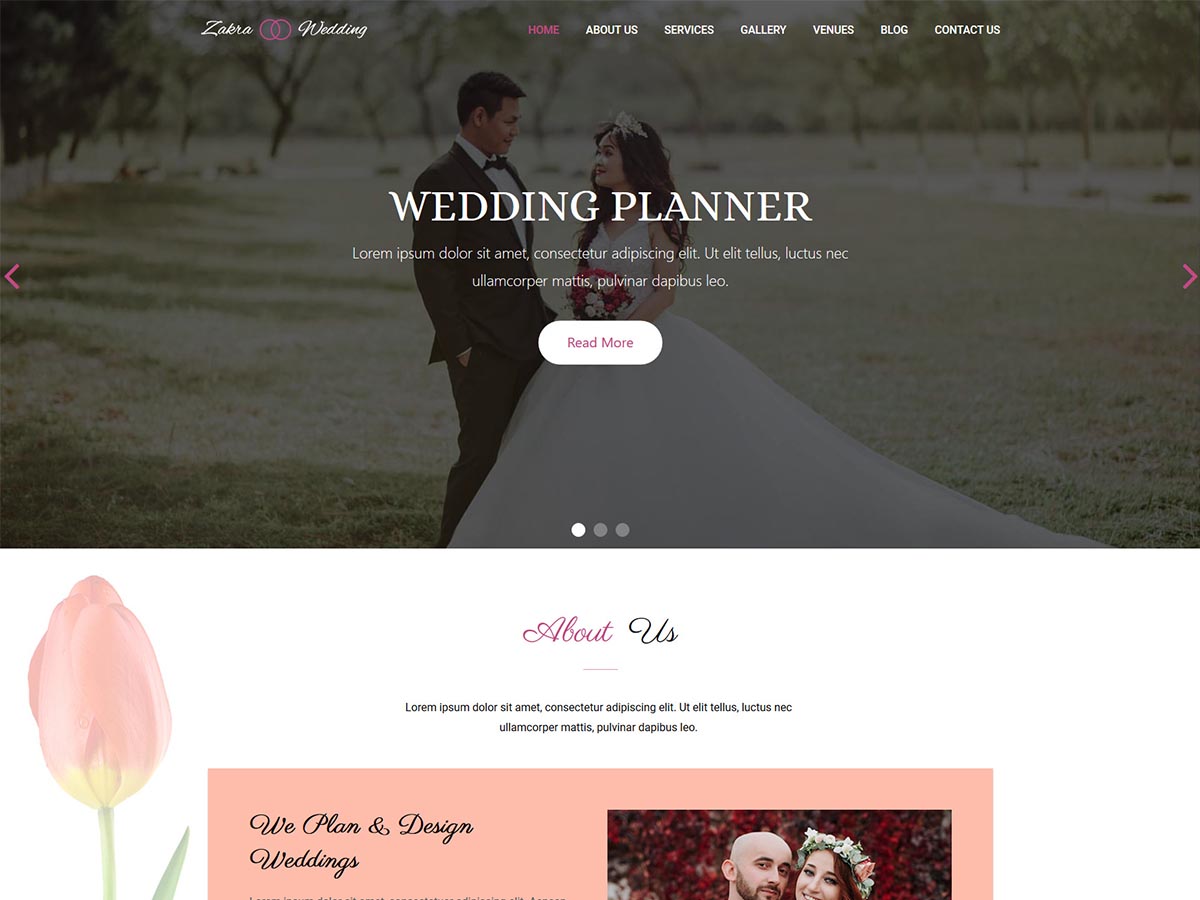 Zakra Wedding
HOME ABOUT US SERVICES GALLERY VENUES BLOG CONTACT US
WEDDING PLANNER
Lorem ipsum dolor sit amet, consectetur adipiscing elit. Ut elit tellus, luctus nec
ullamcorper mattis, pulvinar dapibus leo.
Read More
About Us
Lorem ipsum dolor sit amet, consectetur adipiscing elit. Ut elit tellus, luctus nec
ullamcorper mattis, pulvinar dapibus leo.
We Plan & Design
Weddings